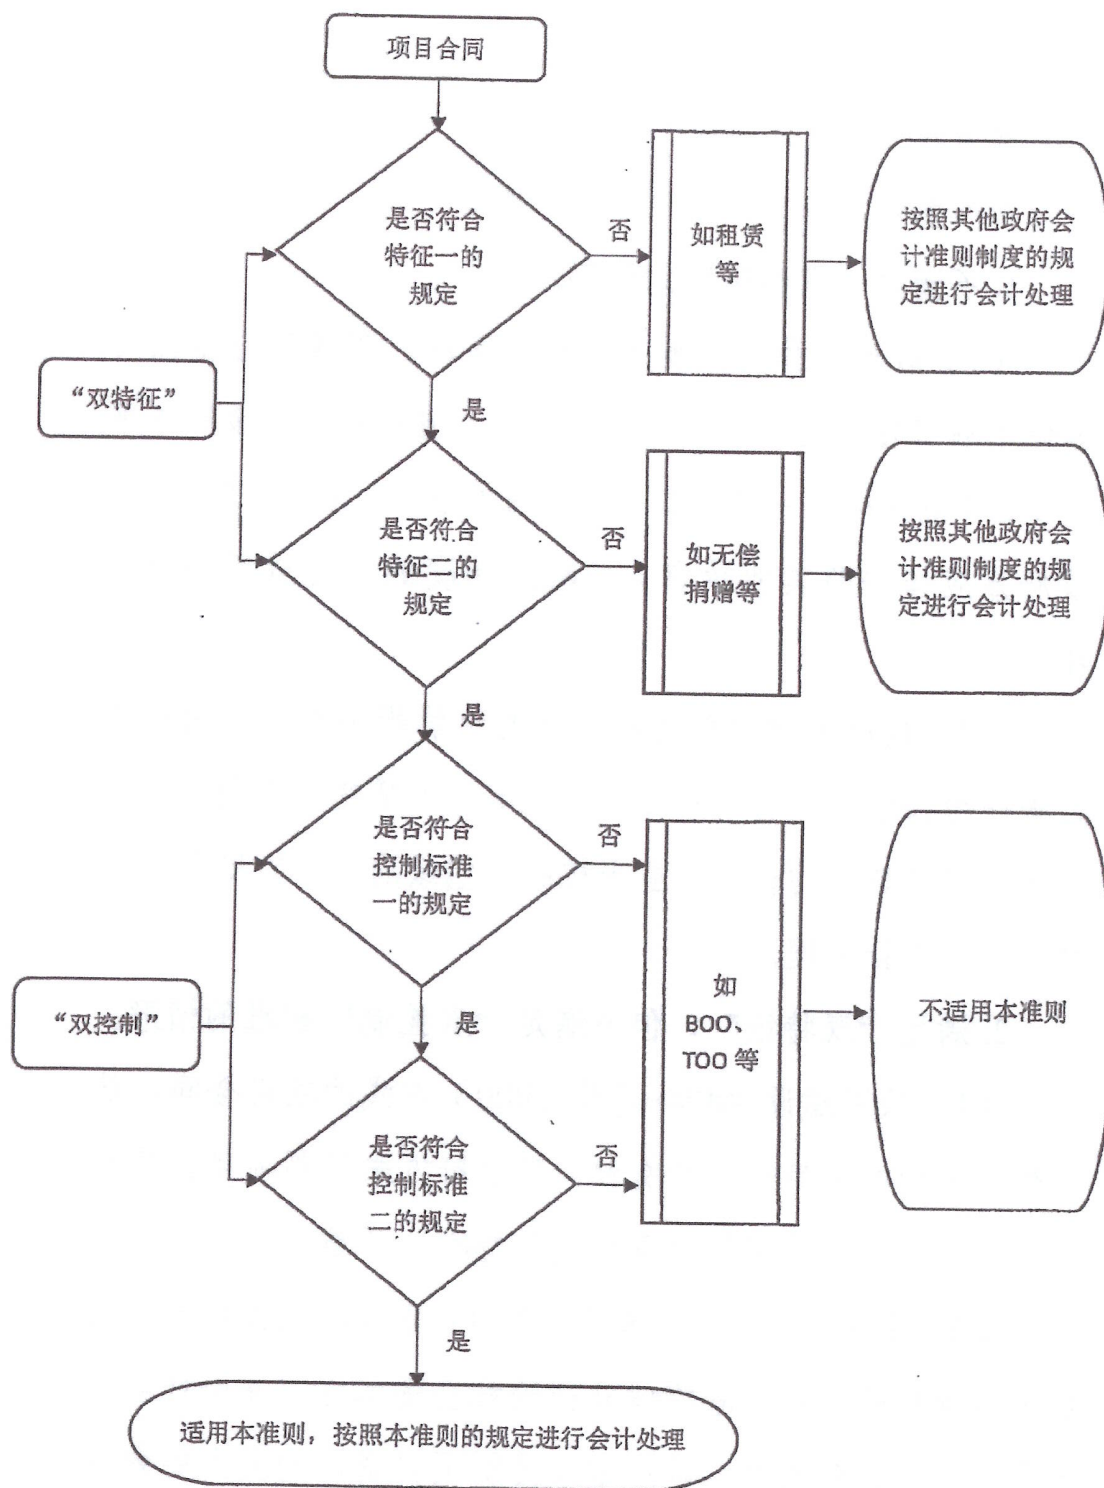 项目合同
是否符合
特征一的
规定
否
如租赁
等
按照其他政府会
计准则制度的规
定进行会计处理
“双特征”
是
是否符合
特征二的
规定
否
如无偿
捐赠等
按照其他政府会
计准则制度的规
定进行会计处理
是
是否符合
控制标准
一的规定
否
如
BOO、
TOO 等
不适用本准则
“双控制”
是
是否符合
控制标准
二的规定
否
是
适用本准则，按照本准则的规定进行会计处理